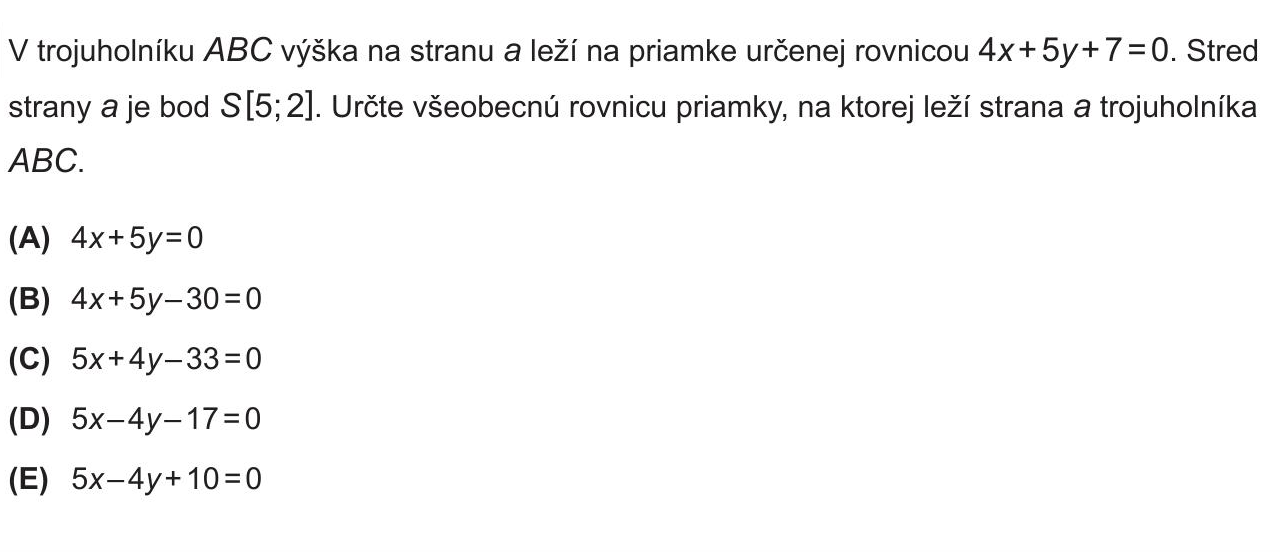 V trojuholníku ABC výška na stranu a leží na priamke určenej rovnicou 4x+5y+7=0. Stred
strany a je bod S[5;2]. Určte všeobecnú rovnicu priamky, na ktorej leží strana a trojuholníka
ABC.
(A) 4x+5y=0
(B) 4x+5y−30=0
(C) 5x+4y−33=0
(D) 5x−4y−17=0
(E) 5x−4y+10=0